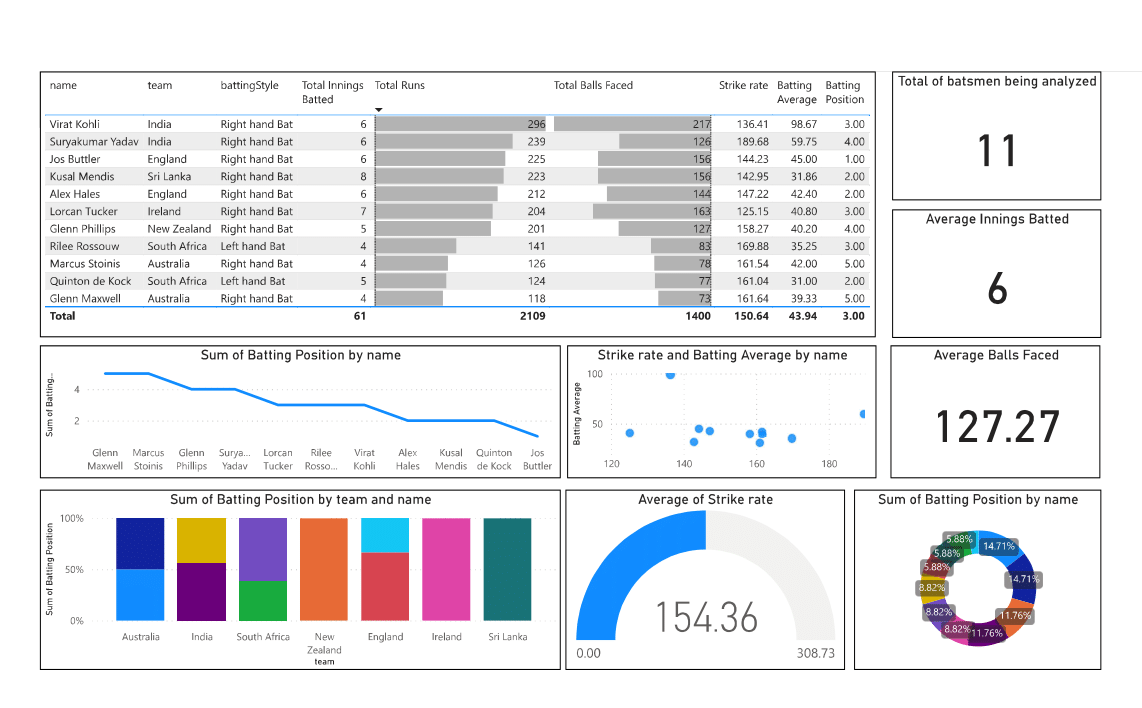 name team battingStyle Total Innings Batted Total Runs Total Balls Faced Strike rate Batting Average Batting Position
Virat Kohli India Right hand Bat 6 296 217 136.41 98.67 3.00
Suryakumar Yadav India Right hand Bat 6 239 126 189.68 59.75 4.00
Jos Buttler England Right hand Bat 6 225 156 144.23 45.00 1.00
Kusal Mendis Sri Lanka Right hand Bat 8 223 156 142.95 31.86 2.00
Alex Hales England Right hand Bat 6 212 144 147.22 42.40 2.00
Lorcan Tucker Ireland Right hand Bat 7 204 163 125.15 40.80 3.00
Glenn Phillips New Zealand Right hand Bat 5 201 127 158.27 40.20 4.00
Rilee Rossouw South Africa Left hand Bat 4 141 83 169.88 35.25 3.00
Marcus Stoinis Australia Right hand Bat 4 126 78 161.54 42.00 5.00
Quinton de Kock South Africa Left hand Bat 5 124 77 161.04 31.00 2.00
Glenn Maxwell Australia Right hand Bat 4 118 73 161.64 39.33 5.00
Total 61 2109 1400 150.64 43.94 3.00
Total of batsmen being analyzed
11
Average Innings Batted
6
Sum of Batting Position by name
Sum of Batting...
4
2
Glenn Maxwell
Marcus Stoinis
Glenn Phillips
Surya... Yadav
Lorcan Tucker
Rilee Rosso...
Virat Kohli
Alex Hales
Kusal Mendis
Quinton de Kock
Jos Buttler
Strike rate and Batting Average by name
Batting Average
100
50
120 140 160 180
Average Balls Faced
127.27
Sum of Batting Position by team and name
Sum of Batting Position
100%
50%
0%
Australia India South Africa New Zealand England Ireland Sri Lanka
team
Average of Strike rate
154.36
0.00 308.73
Sum of Batting Position by name
14.71%
14.71%
11.76%
11.76%
8.82%
8.82%
8.82%
5.88%
5.88%
5.88%